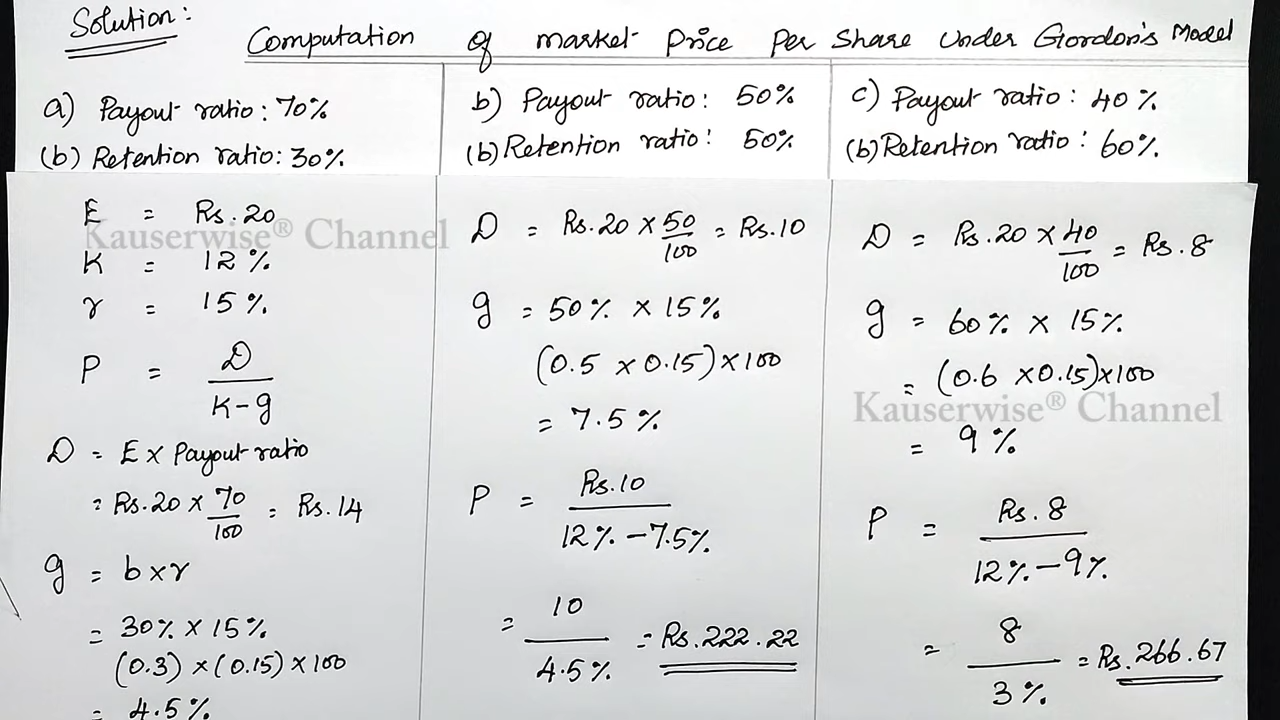 Solution:
Computation of market Price Per Share Under Gordon's Model
a) Payout ratio: 70%
(b) Retention ratio: 30%
E = Rs.20
K = 12%
r = 15%
P = D / K-g
D = E x Payout ratio
= Rs.20 x 70/100 = Rs.14
g = b x r
= 30% x 15%
(0.3) x (0.15) x 100
= 4.5%
b) Payout ratio: 50%
(b) Retention ratio: 50%
D = Rs.20 x 50/100 = Rs.10
g = 50% x 15%
(0.5 x 0.15) x 100
= 7.5%
P = Rs.10 / 12% - 7.5%
= 10 / 4.5% = Rs.222.22
c) Payout ratio: 40%
(b) Retention ratio: 60%
D = Rs.20 x 40/100 = Rs.8
g = 60% x 15%
= (0.6 x 0.15) x 100
= 9%
P = Rs.8 / 12% - 9%
= 8 / 3% = Rs.266.67
Kauserwise® Channel
Kauserwise® Channel